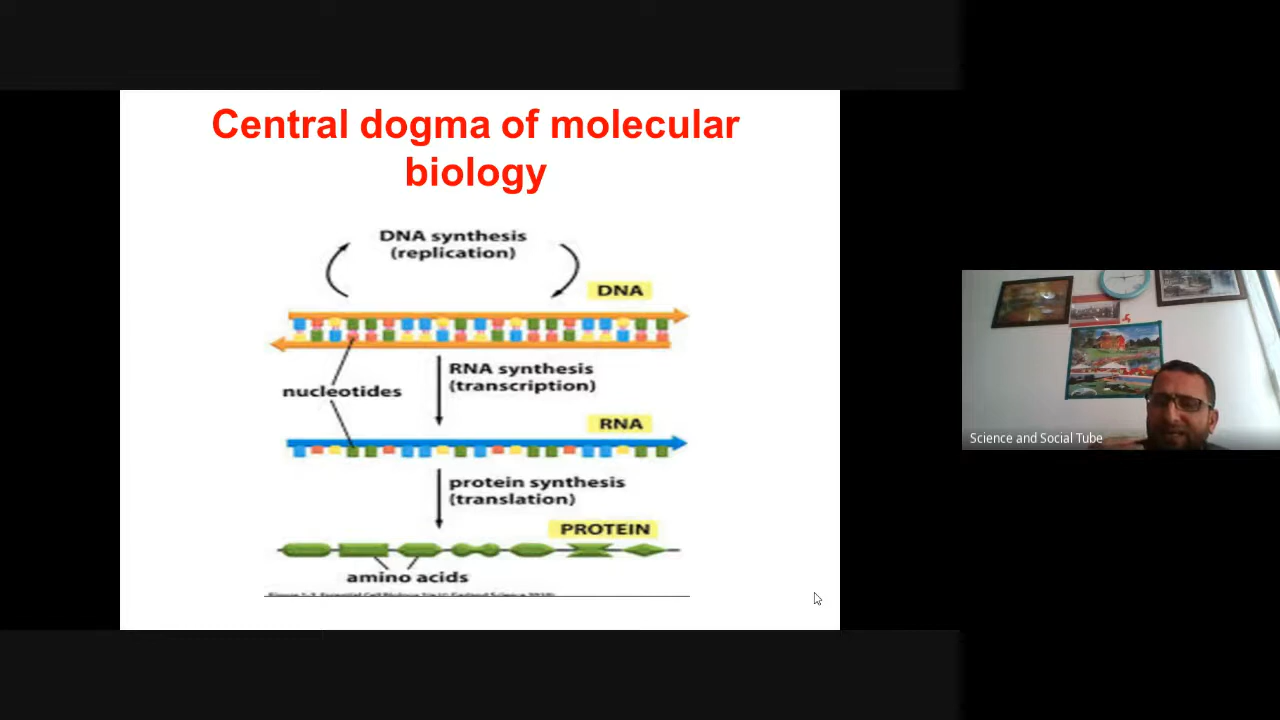 Central dogma of molecular
biology
DNA synthesis
(replication)
DNA
RNA synthesis
(transcription)
nucleotides
RNA
protein synthesis
(translation)
PROTEIN
amino acids
Science and Social Tube